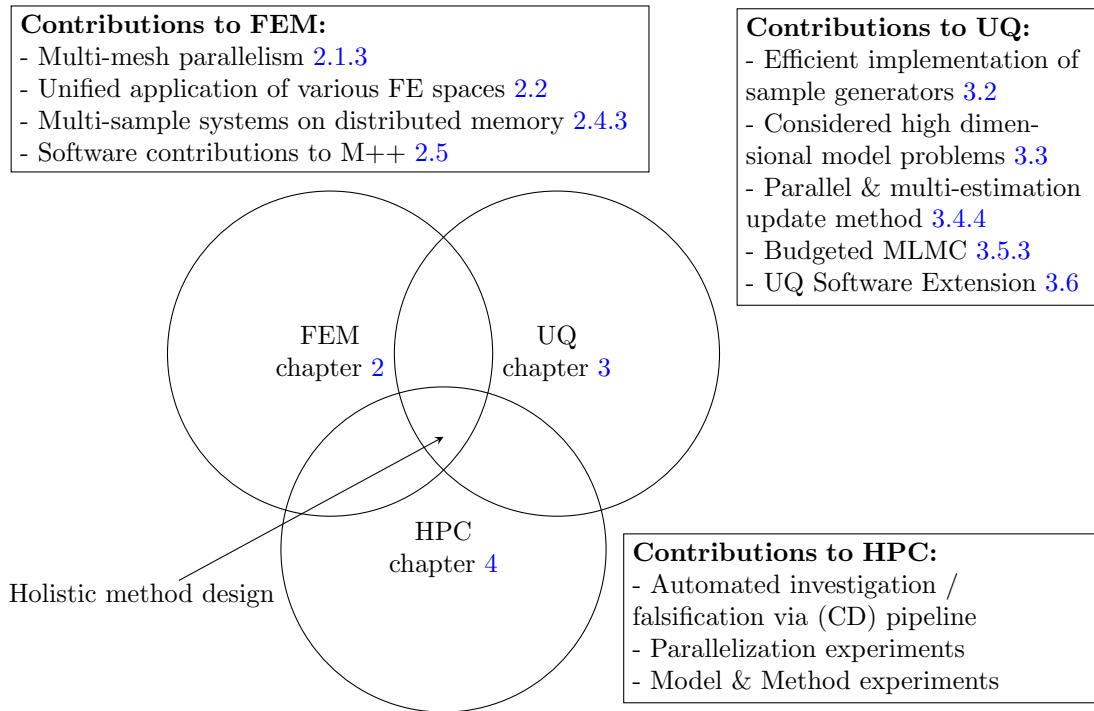 Contributions to FEM:
- Multi-mesh parallelism 2.1.3
- Unified application of various FE spaces 2.2
- Multi-sample systems on distributed memory 2.4.3
- Software contributions to M++ 2.5
Contributions to UQ:
- Efficient implementation of
sample generators 3.2
- Considered high dimen-
sional model problems 3.3
- Parallel & multi-estimation
update method 3.4.4
- Budgeted MLMC 3.5.3
- UQ Software Extension 3.6
FEM
chapter 2
UQ
chapter 3
HPC
chapter 4
Holistic method design
Contributions to HPC:
- Automated investigation /
falsification via (CD) pipeline
- Parallelization experiments
- Model & Method experiments